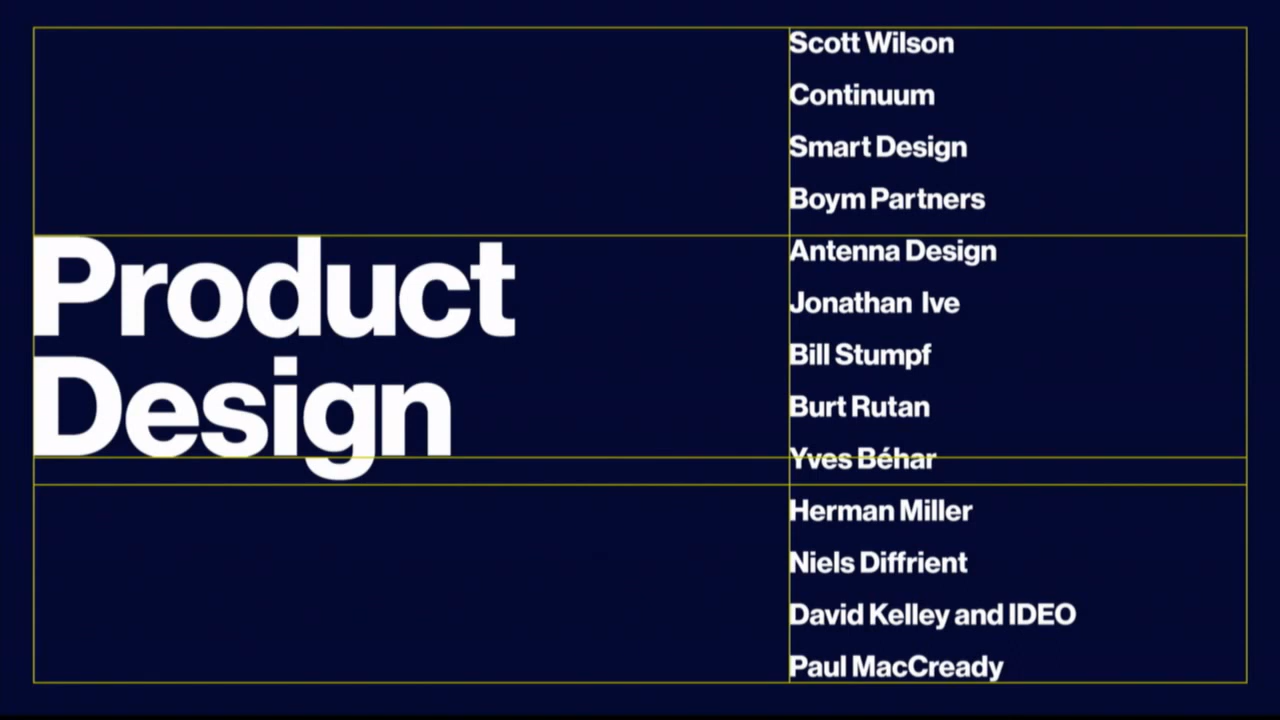 Product
Design
Scott Wilson
Continuum
Smart Design
Boym Partners
Antenna Design
Jonathan Ive
Bill Stumpf
Burt Rutan
Yves Béhar
Herman Miller
Niels Diffrient
David Kelley and IDEO
Paul MacCready